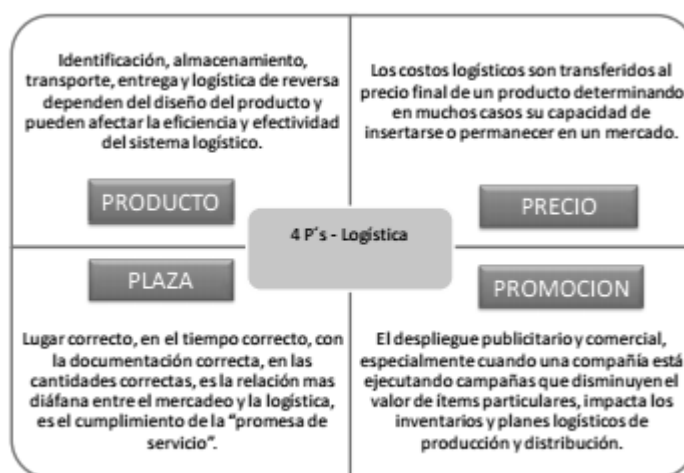 Identificación, almacenamiento,
transporte, entrega y logística de reversa
dependen del diseño del producto y
pueden afectar la eficiencia y efectividad
del sistema logístico.
PRODUCTO
Los costos logísticos son transferidos al
precio final de un producto determinando
en muchos casos su capacidad de
insertarse o permanecer en un mercado.
PRECIO
4 P´s - Logística
PLAZA
Lugar correcto, en el tiempo correcto, con
la documentación correcta, en las
cantidades correctas, es la relación mas
diáfana entre el mercadeo y la logística,
es el cumplimiento de la “promesa de
servicio”.
PROMOCION
El despliegue publicitario y comercial,
especialmente cuando una compañía está
ejecutando campañas que disminuyen el
valor de ítems particulares, impacta los
inventarios y planes logísticos de
producción y distribución.